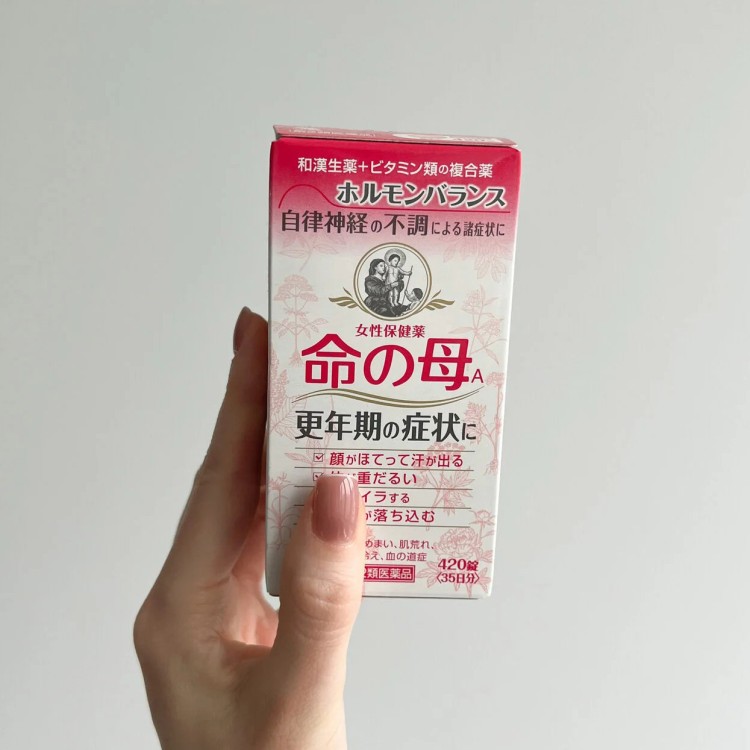 和漢生薬+ビタミン類の複合薬
ホルモンバランス
自律神経の不調による諸症状に
女性保健薬
命の母A
更年期の症状に
顔がほてって汗が出る
重だるい
イラする
が落ち込む
めまい、肌荒れ、
え、血の道症
2類医薬品
420錠
〈35日分〉